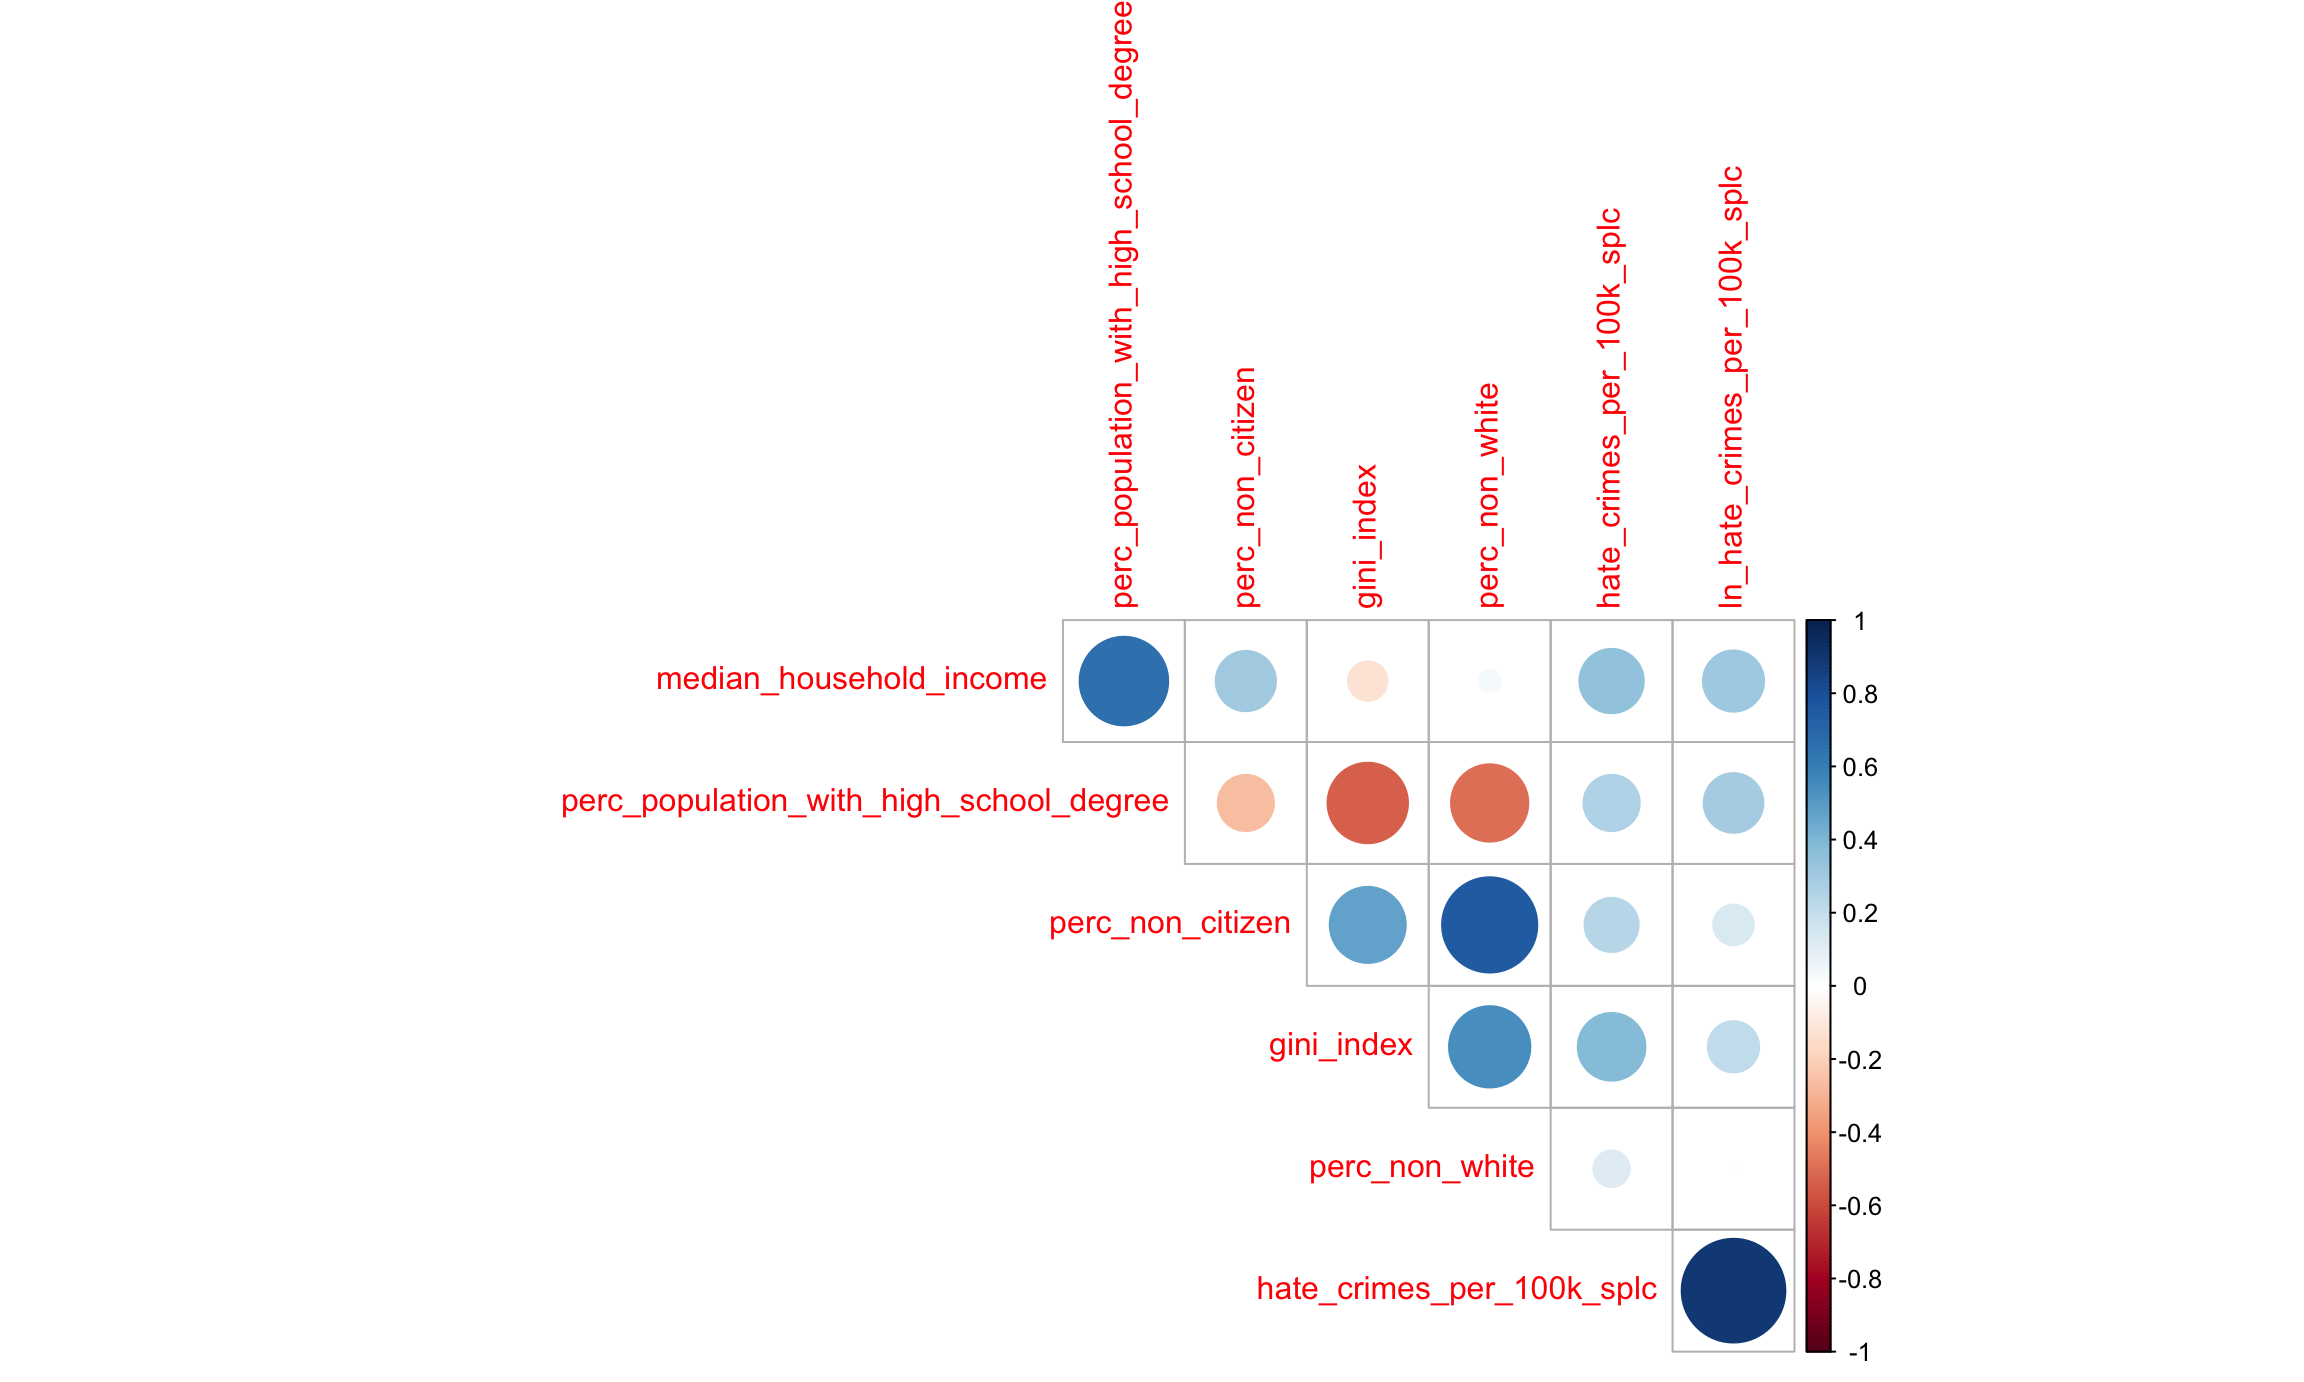 perc_population_with_high_school_degree
perc_non_citizen
gini_index
perc_non_white
hate_crimes_per_100k_splc
ln_hate_crimes_per_100k_splc
median_household_income
perc_population_with_high_school_degree
perc_non_citizen
gini_index
perc_non_white
hate_crimes_per_100k_splc
1
0.8
0.6
0.4
0.2
0
-0.2
-0.4
-0.6
-0.8
-1